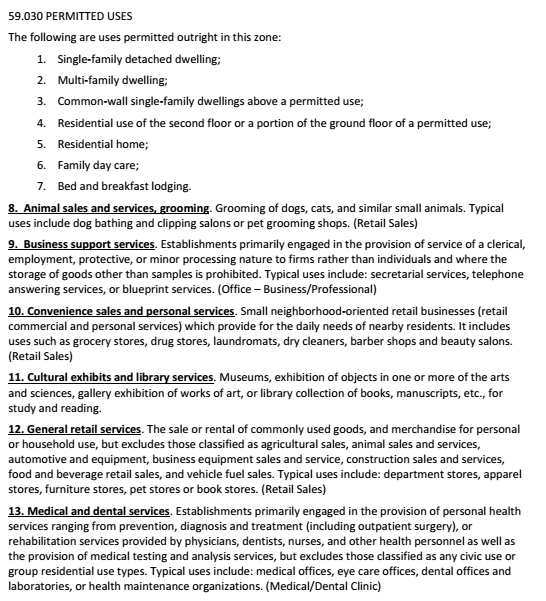 59.030 PERMITTED USES
The following are uses permitted outright in this zone:
1. Single-family detached dwelling;
2. Multi-family dwelling;
3. Common-wall single-family dwellings above a permitted use;
4. Residential use of the second floor or a portion of the ground floor of a permitted use;
5. Residential home;
6. Family day care;
7. Bed and breakfast lodging.
8. Animal sales and services, grooming. Grooming of dogs, cats, and similar small animals. Typical
uses include dog bathing and clipping salons or pet grooming shops. (Retail Sales)
9. Business support services. Establishments primarily engaged in the provision of service of a clerical,
employment, protective, or minor processing nature to firms rather than individuals and where the
storage of goods other than samples is prohibited. Typical uses include: secretarial services, telephone
answering services, or blueprint services. (Office – Business/Professional)
10. Convenience sales and personal services. Small neighborhood-oriented retail businesses (retail
commercial and personal services) which provide for the daily needs of nearby residents. It includes
uses such as grocery stores, drug stores, laundromats, dry cleaners, barber shops and beauty salons.
(Retail Sales)
11. Cultural exhibits and library services. Museums, exhibition of objects in one or more of the arts
and sciences, gallery exhibition of works of art, or library collection of books, manuscripts, etc., for
study and reading.
12. General retail services. The sale or rental of commonly used goods, and merchandise for personal
or household use, but excludes those classified as agricultural sales, animal sales and services,
automotive and equipment, business equipment sales and service, construction sales and services,
food and beverage retail sales, and vehicle fuel sales. Typical uses include: department stores, apparel
stores, furniture stores, pet stores or book stores. (Retail Sales)
13. Medical and dental services. Establishments primarily engaged in the provision of personal health
services ranging from prevention, diagnosis and treatment (including outpatient surgery), or
rehabilitation services provided by physicians, dentists, nurses, and other health personnel as well as
the provision of medical testing and analysis services, but excludes those classified as any civic use or
group residential use types. Typical uses include: medical offices, eye care offices, dental offices and
laboratories, or health maintenance organizations. (Medical/Dental Clinic)